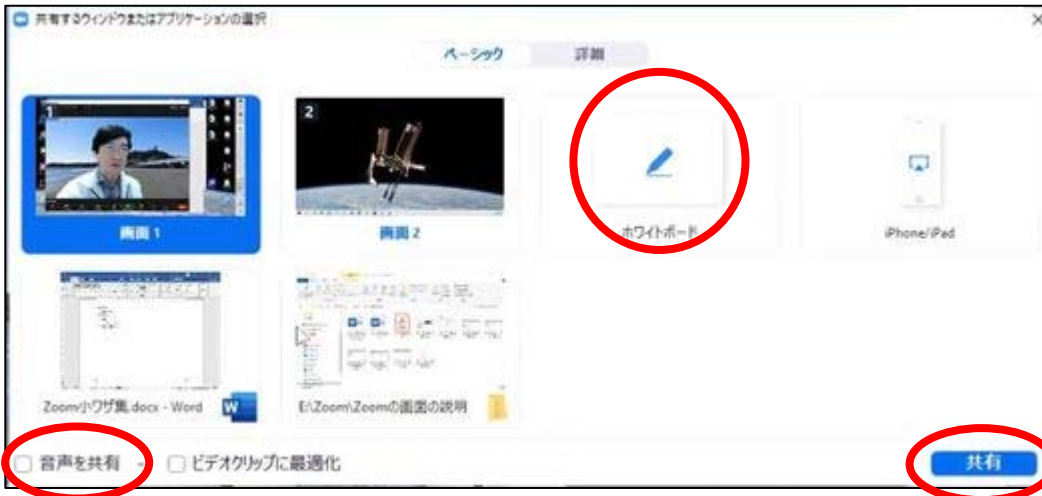 共有するウィンドウまたはアプリケーションの選択
ベーシック
詳細
1
2
画面 1
画面 2
ホワイトボード
iPhone/iPad
Zoom小ワザ集.docx - Word
W
E:\Zoom\Zoomの画面の説明
音声を共有
ビデオクリップに最適化
共有